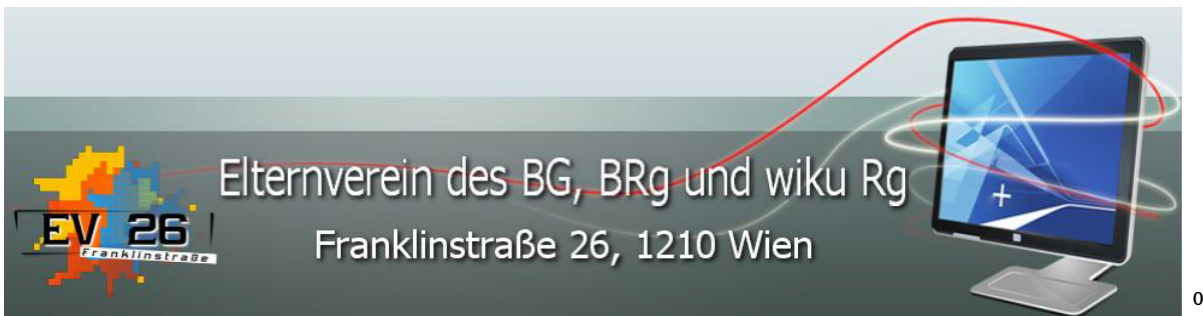 Elternverein des BG, BRg und wiku Rg
Franklinstraße 26, 1210 Wien
EV 26
Franklinstraße
0